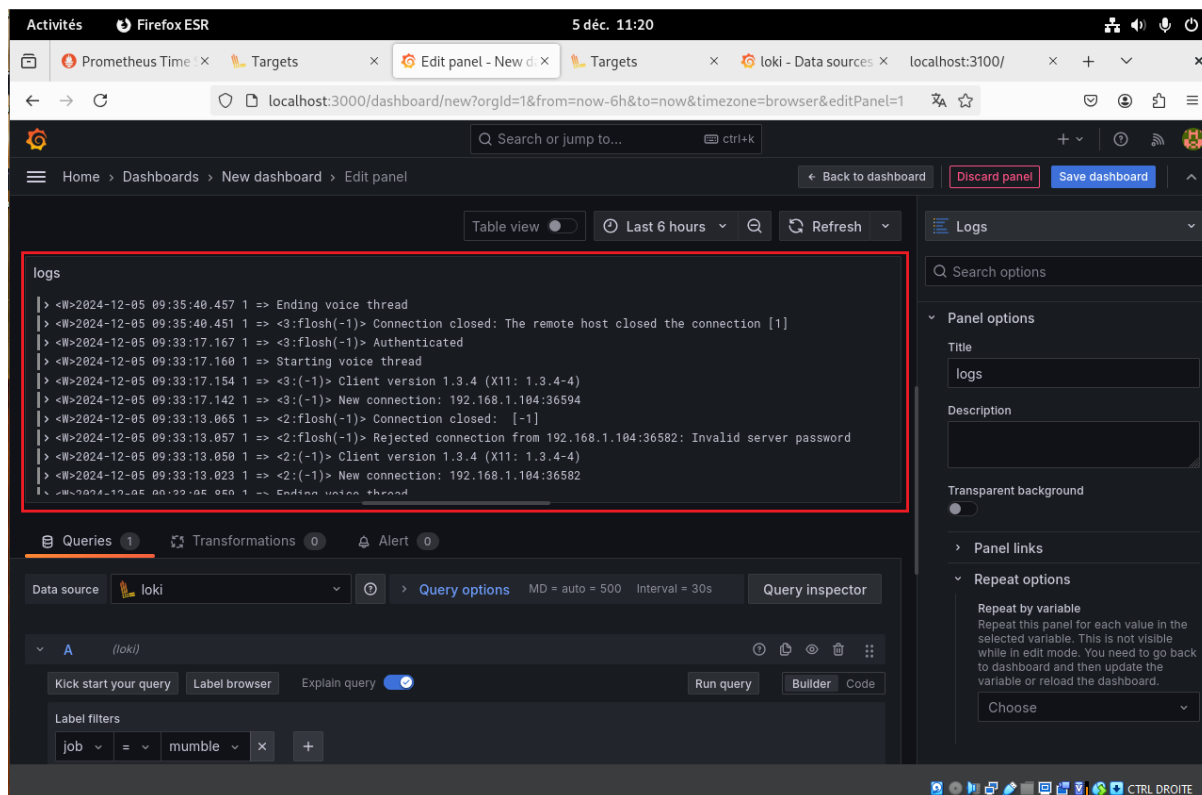 Activités Firefox ESR 5 déc. 11:20
Prometheus Time Targets Edit panel - New d Targets loki - Data sources localhost:3100/
localhost:3000/dashboard/new?orgId=1&from=now-6h&to=now&timezone=browser&editPanel=1
Search or jump to... ctrl+k
Home › Dashboards › New dashboard › Edit panel ← Back to dashboard Discard panel Save dashboard
Table view Last 6 hours Refresh Logs
logs
Search options
> <W>2024-12-05 09:35:40.457 1 => Ending voice thread
> <W>2024-12-05 09:35:40.451 1 => <3:flosh(-1)> Connection closed: The remote host closed the connection [1]
> <W>2024-12-05 09:33:17.167 1 => <3:flosh(-1)> Authenticated
> <W>2024-12-05 09:33:17.160 1 => Starting voice thread
> <W>2024-12-05 09:33:17.154 1 => <3:(-1)> Client version 1.3.4 (X11: 1.3.4-4)
> <W>2024-12-05 09:33:17.142 1 => <3:(-1)> New connection: 192.168.1.104:36594
> <W>2024-12-05 09:33:13.065 1 => <2:flosh(-1)> Connection closed: [-1]
> <W>2024-12-05 09:33:13.057 1 => <2:flosh(-1)> Rejected connection from 192.168.1.104:36582: Invalid server password
> <W>2024-12-05 09:33:13.050 1 => <2:(-1)> Client version 1.3.4 (X11: 1.3.4-4)
> <W>2024-12-05 09:33:13.023 1 => <2:(-1)> New connection: 192.168.1.104:36582
> <W>2024-12-05 09:33:05.859 1 => Ending voice thread
Panel options
Title
logs
Description
Transparent background
Panel links
Repeat options
Repeat by variable
Repeat this panel for each value in the
selected variable. This is not visible
while in edit mode. You need to go back
to dashboard and then update the
variable or reload the dashboard.
Choose
Queries 1 Transformations 0 Alert 0
Data source loki > Query options MD = auto = 500 Interval = 30s Query inspector
A (loki)
Kick start your query Label browser Explain query Run query Builder Code
Label filters
job = mumble × +
CTRL DROITE